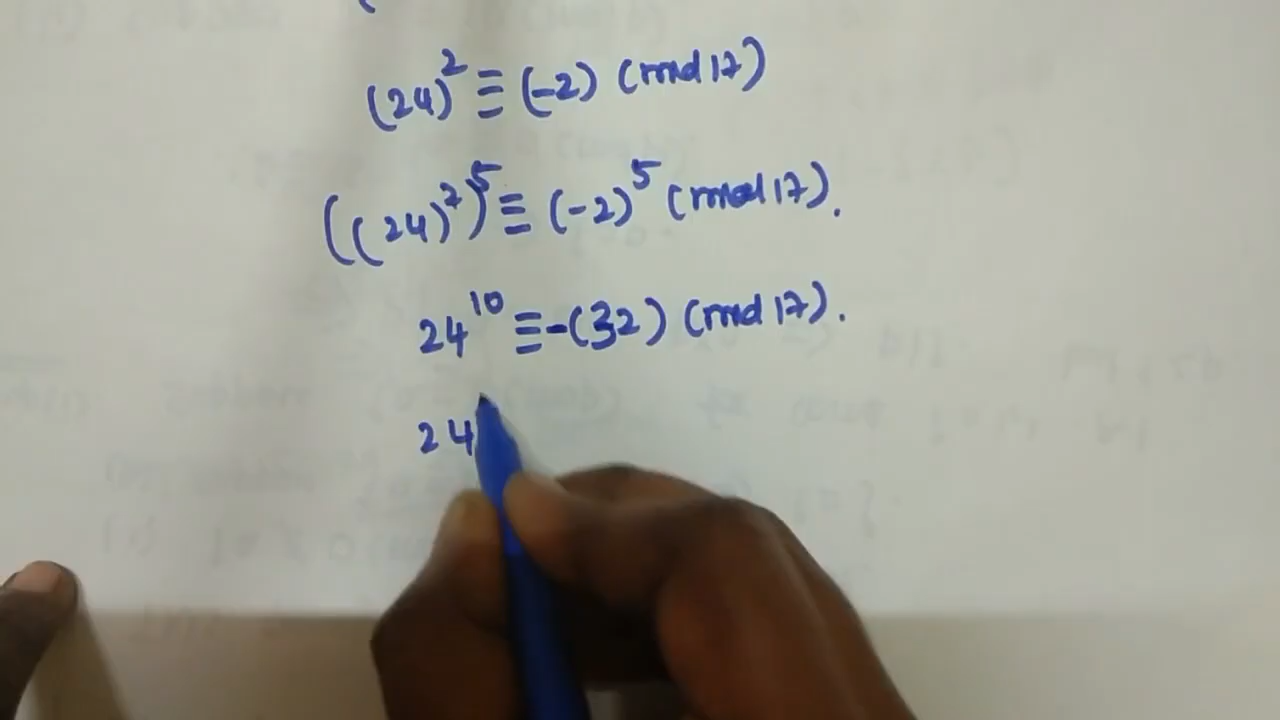 (24)² ≡ (-2) (mod 17)
((24)²)⁵ ≡ (-2)⁵ (mod 17).
24¹⁰ ≡ -(32) (mod 17).
24